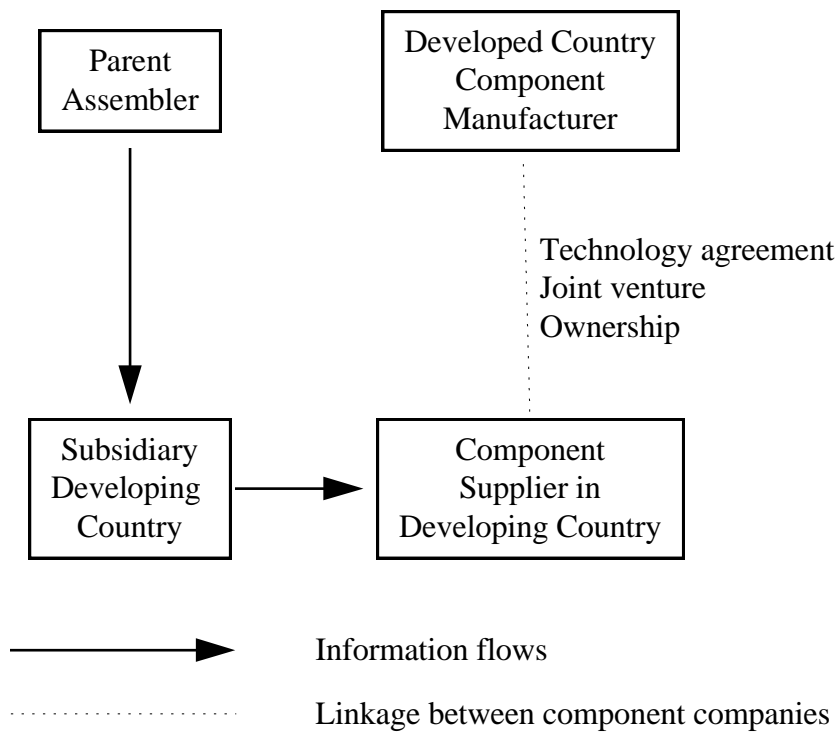 Parent
Assembler
Developed Country
Component
Manufacturer
Technology agreement
Joint venture
Ownership
Subsidiary
Developing
Country
Component
Supplier in
Developing Country
Information flows
Linkage between component companies